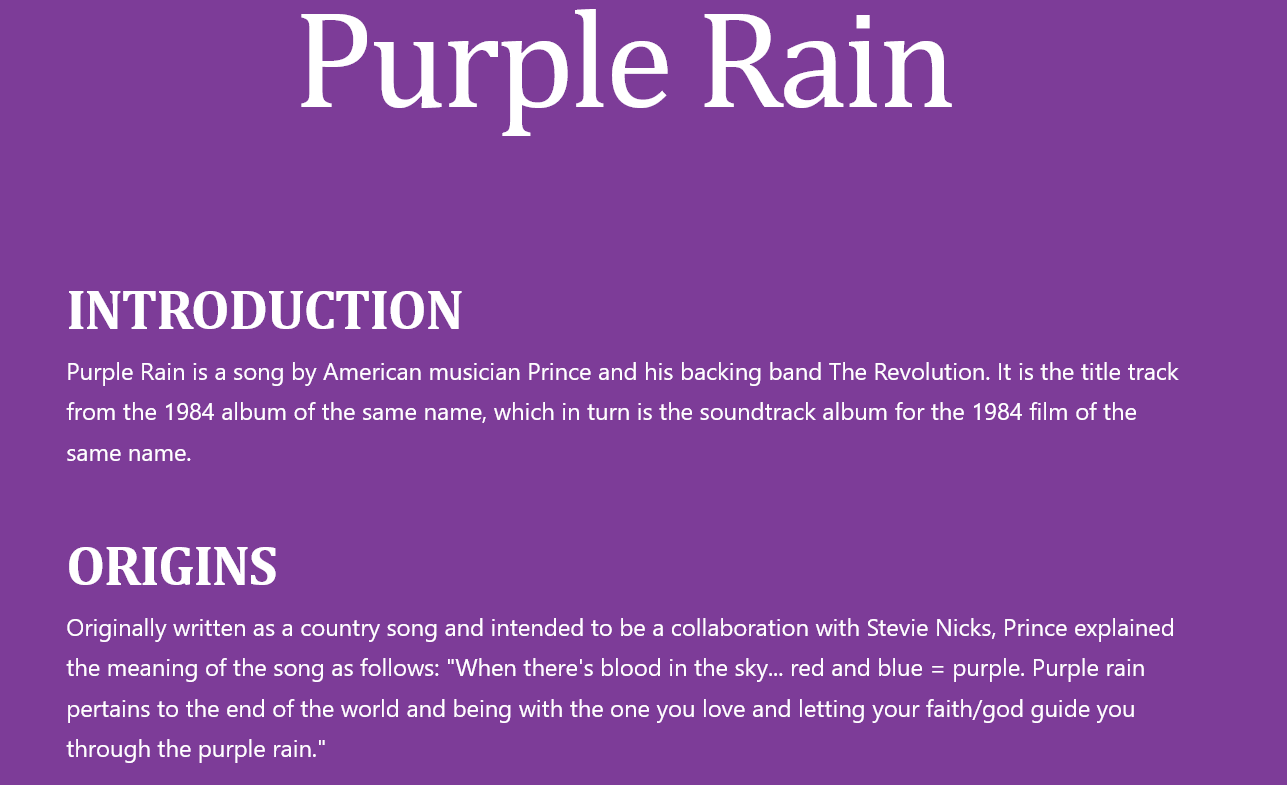 Purple Rain
INTRODUCTION
Purple Rain is a song by American musician Prince and his backing band The Revolution. It is the title track
from the 1984 album of the same name, which in turn is the soundtrack album for the 1984 film of the
same name.
ORIGINS
Originally written as a country song and intended to be a collaboration with Stevie Nicks, Prince explained
the meaning of the song as follows: "When there's blood in the sky... red and blue = purple. Purple rain
pertains to the end of the world and being with the one you love and letting your faith/god guide you
through the purple rain."